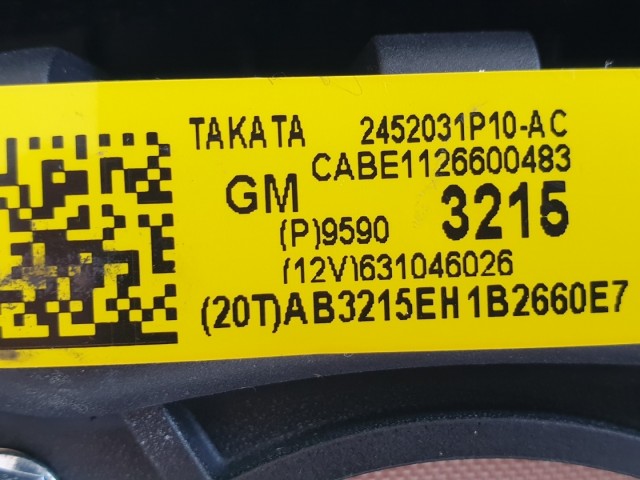 TAKATA 2452031P10-AC
CABE1126600483
GM 3215
(P)9590
(12V)631046026
(20T)AB3215EH1B2660E7